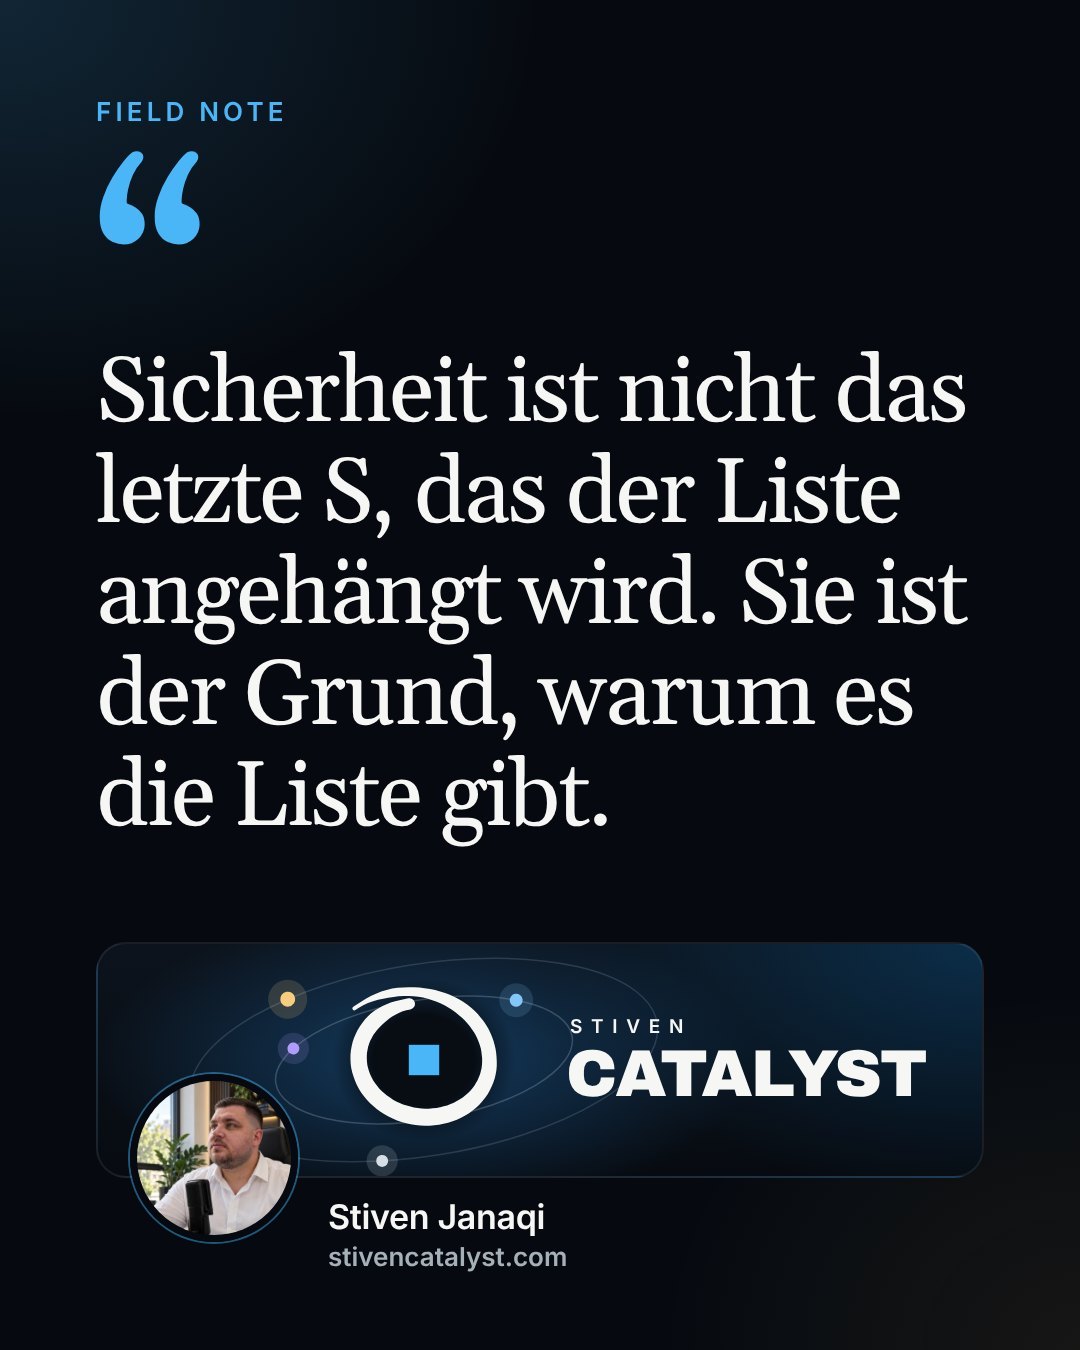 FIELD NOTE
“
Sicherheit ist nicht das
letzte S, das der Liste
angehängt wird. Sie ist
der Grund, warum es
die Liste gibt.
STIVEN
CATALYST
Stiven Janaqi
stivencatalyst.com